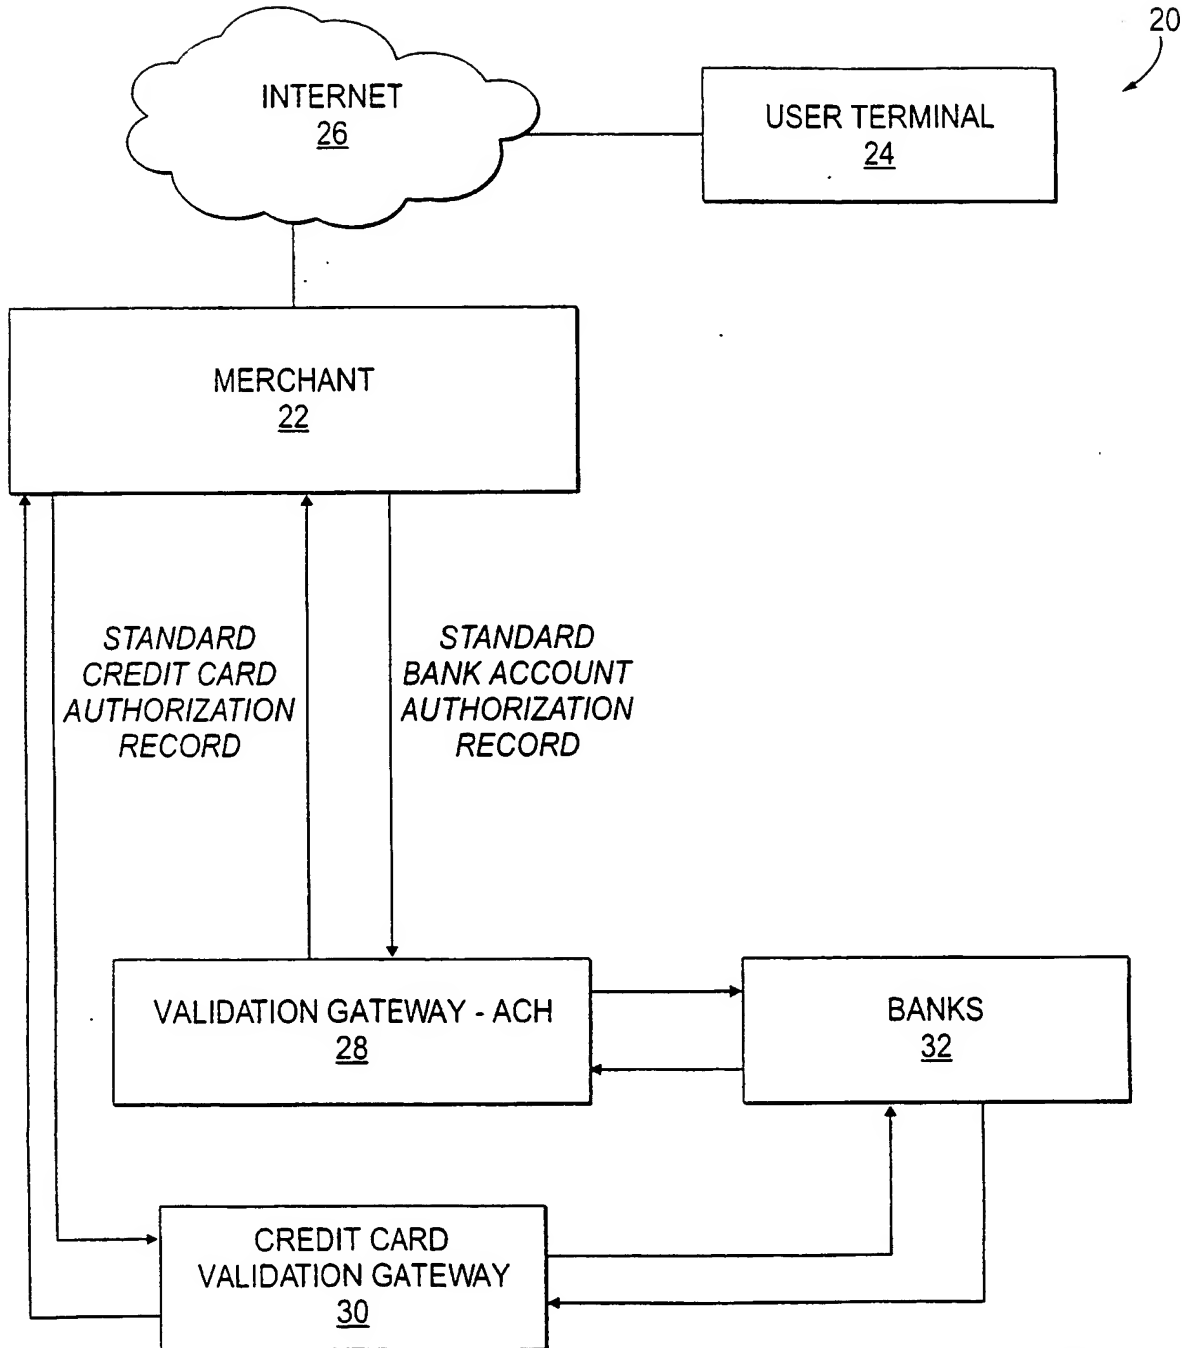 20
INTERNET
26
USER TERMINAL
24
MERCHANT
22
STANDARD
CREDIT CARD
AUTHORIZATION
RECORD
STANDARD
BANK ACCOUNT
AUTHORIZATION
RECORD
VALIDATION GATEWAY - ACH
28
BANKS
32
CREDIT CARD
VALIDATION GATEWAY
30